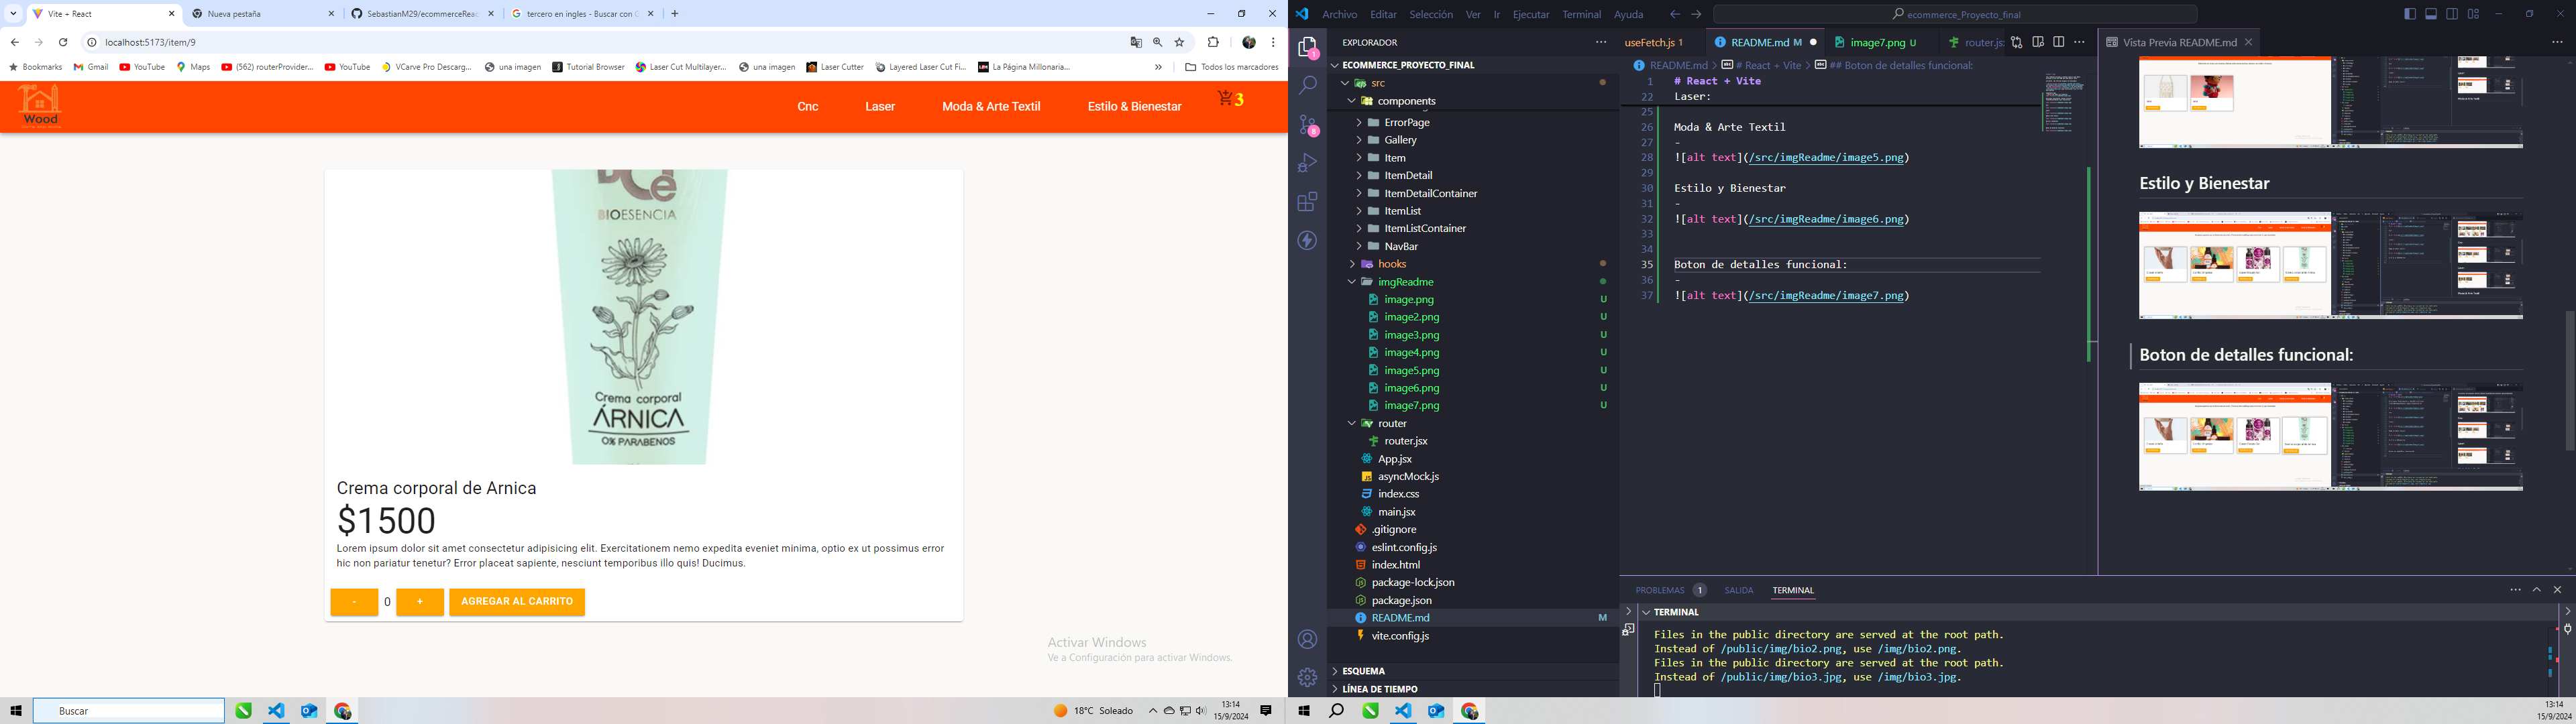 Vite + React
Nueva pestaña
SebastianM29/ecommerceReac
tercero en ingles - Buscar con G
localhost:5173/item/9
Bookmarks
Gmail
YouTube
Maps
(562) routerProvider...
YouTube
VCarve Pro Descarg...
una imagen
Tutorial Browser
Laser Cut Multilayer...
una imagen
Laser Cutter
Layered Laser Cut Fi...
La Página Millonaria...
Todos los marcadores
Wood
Cnc
Laser
Moda & Arte Textil
Estilo & Bienestar
3
BIOESENCIA
Crema corporal
ÁRNICA
0% PARABENOS
Crema corporal de Arnica
$1500
Lorem ipsum dolor sit amet consectetur adipisicing elit. Exercitationem nemo expedita eveniet minima, optio ex ut possimus error
hic non pariatur tenetur? Error placeat sapiente, nesciunt temporibus illo quis! Ducimus.
-
0
+
AGREGAR AL CARRITO
Activar Windows
Ve a Configuración para activar Windows.
Buscar
18°C Soleado
13:14
15/9/2024
Archivo
Editar
Selección
Ver
Ir
Ejecutar
Terminal
Ayuda
ecommerce_Proyecto_final
1
8
EXPLORADOR
ECOMMERCE_PROYECTO_FINAL
src
components
ErrorPage
Gallery
Item
ItemDetail
ItemDetailContainer
ItemList
ItemListContainer
NavBar
hooks
imgReadme
image.png U
image2.png U
image3.png U
image4.png U
image5.png U
image6.png U
image7.png U
router
router.jsx
App.jsx
asyncMock.js
index.css
main.jsx
.gitignore
eslint.config.js
index.html
package-lock.json
package.json
README.md M
vite.config.js
ESQUEMA
LÍNEA DE TIEMPO
useFetch.js 1
README.md M
image7.png U
router.js:
README.md > # React + Vite > ## Boton de detalles funcional:
1 # React + Vite
22 Laser:
25
26 Moda & Arte Textil
27 -
28 ![alt text](/src/imgReadme/image5.png)
29
30 Estilo y Bienestar
31 -
32 ![alt text](/src/imgReadme/image6.png)
33
34
35 Boton de detalles funcional:
36 -
37 ![alt text](/src/imgReadme/image7.png)
Vista Previa README.md
Estilo y Bienestar
Boton de detalles funcional:
PROBLEMAS 1
SALIDA
TERMINAL
TERMINAL
Files in the public directory are served at the root path.
Instead of /public/img/bio2.png, use /img/bio2.png.
Files in the public directory are served at the root path.
Instead of /public/img/bio3.jpg, use /img/bio3.jpg.
13:14
15/9/2024